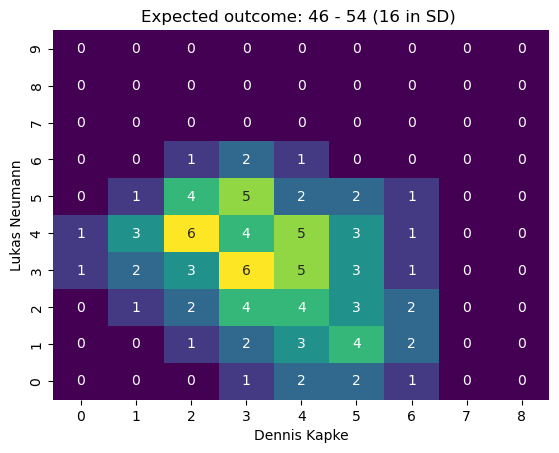 Expected outcome: 46 - 54 (16 in SD)
Lukas Neumann
9 0 0 0 0 0 0 0 0 0
8 0 0 0 0 0 0 0 0 0
7 0 0 0 0 0 0 0 0 0
6 0 0 1 2 1 0 0 0 0
5 0 1 4 5 2 2 1 0 0
4 1 3 6 4 5 3 1 0 0
3 1 2 3 6 5 3 1 0 0
2 0 1 2 4 4 3 2 0 0
1 0 0 1 2 3 4 2 0 0
0 0 0 0 1 2 2 1 0 0
0 1 2 3 4 5 6 7 8
Dennis Kapke